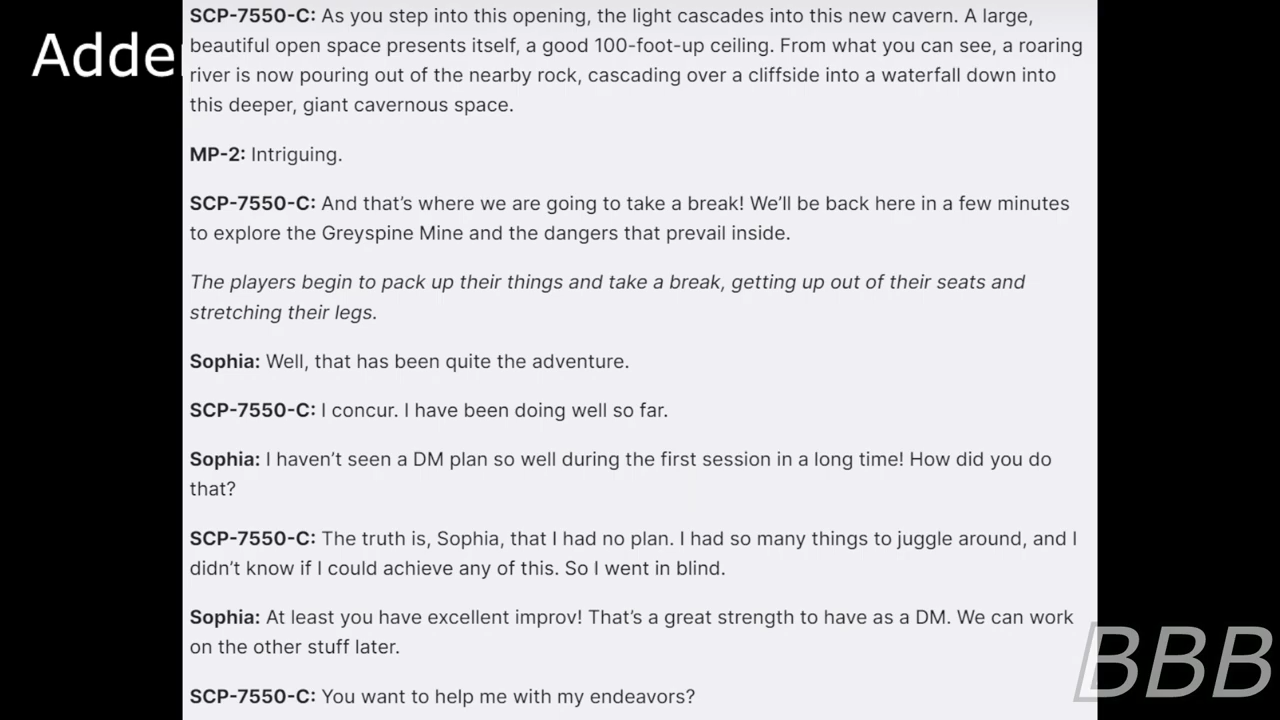 SCP-7550-C: As you step into this opening, the light cascades into this new cavern. A large,
Adde
beautiful open space presents itself, a good 100-foot-up ceiling. From what you can see, a roaring
river is now pouring out of the nearby rock, cascading over a cliffside into a waterfall down into
this deeper, giant cavernous space.
MP-2: Intriguing.
SCP-7550-C: And that’s where we are going to take a break! We’ll be back here in a few minutes
to explore the Greyspine Mine and the dangers that prevail inside.
The players begin to pack up their things and take a break, getting up out of their seats and
stretching their legs.
Sophia: Well, that has been quite the adventure.
SCP-7550-C: I concur. I have been doing well so far.
Sophia: I haven’t seen a DM plan so well during the first session in a long time! How did you do
that?
SCP-7550-C: The truth is, Sophia, that I had no plan. I had so many things to juggle around, and I
didn’t know if I could achieve any of this. So I went in blind.
Sophia: At least you have excellent improv! That’s a great strength to have as a DM. We can work
on the other stuff later.
SCP-7550-C: You want to help me with my endeavors?
BBB